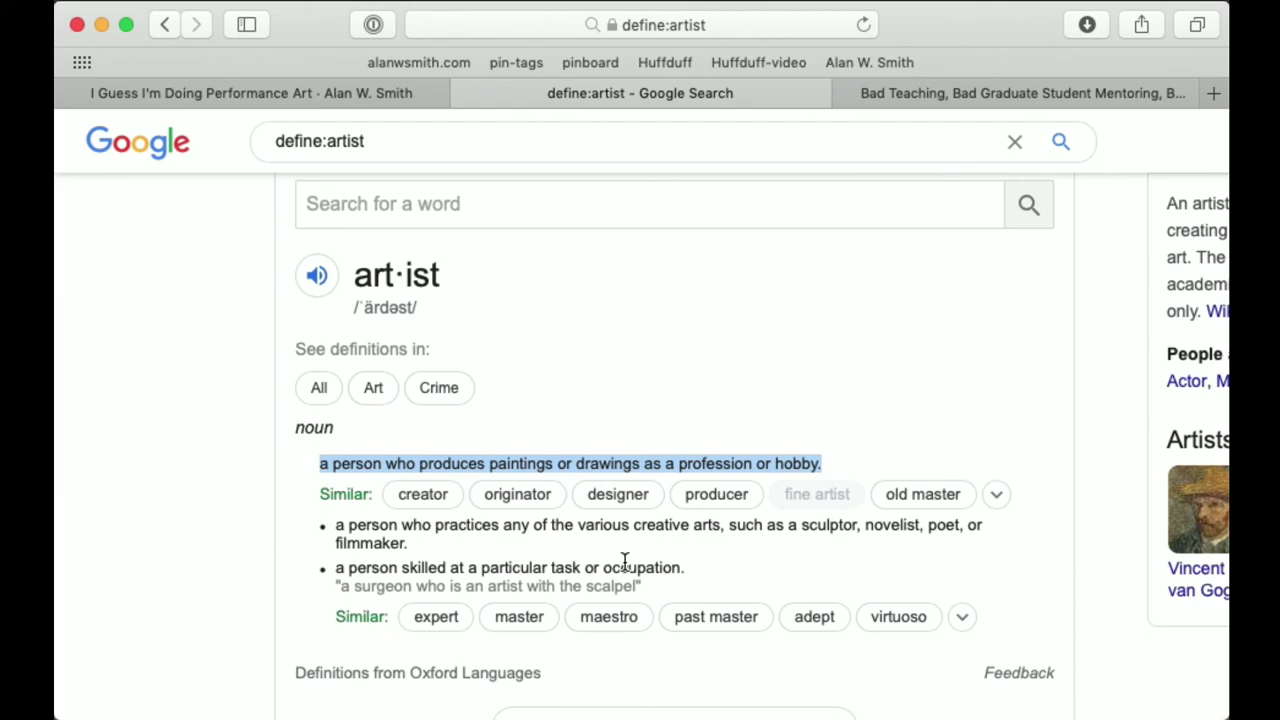 define:artist
alanwsmith.com pin-tags pinboard Huffduff Huffduff-video Alan W. Smith
I Guess I'm Doing Performance Art · Alan W. Smith define:artist - Google Search Bad Teaching, Bad Graduate Student Mentoring, B...
Google define:artist
Search for a word
art·ist
/ˈärdəst/
See definitions in:
All Art Crime
noun
a person who produces paintings or drawings as a profession or hobby.
Similar: creator originator designer producer fine artist old master
• a person who practices any of the various creative arts, such as a sculptor, novelist, poet, or
filmmaker.
• a person skilled at a particular task or occupation.
"a surgeon who is an artist with the scalpel"
Similar: expert master maestro past master adept virtuoso
Definitions from Oxford Languages Feedback
An artist
creating
art. The
academ
only. Wi
People
Actor, M
Artists
Vincent
van Gog